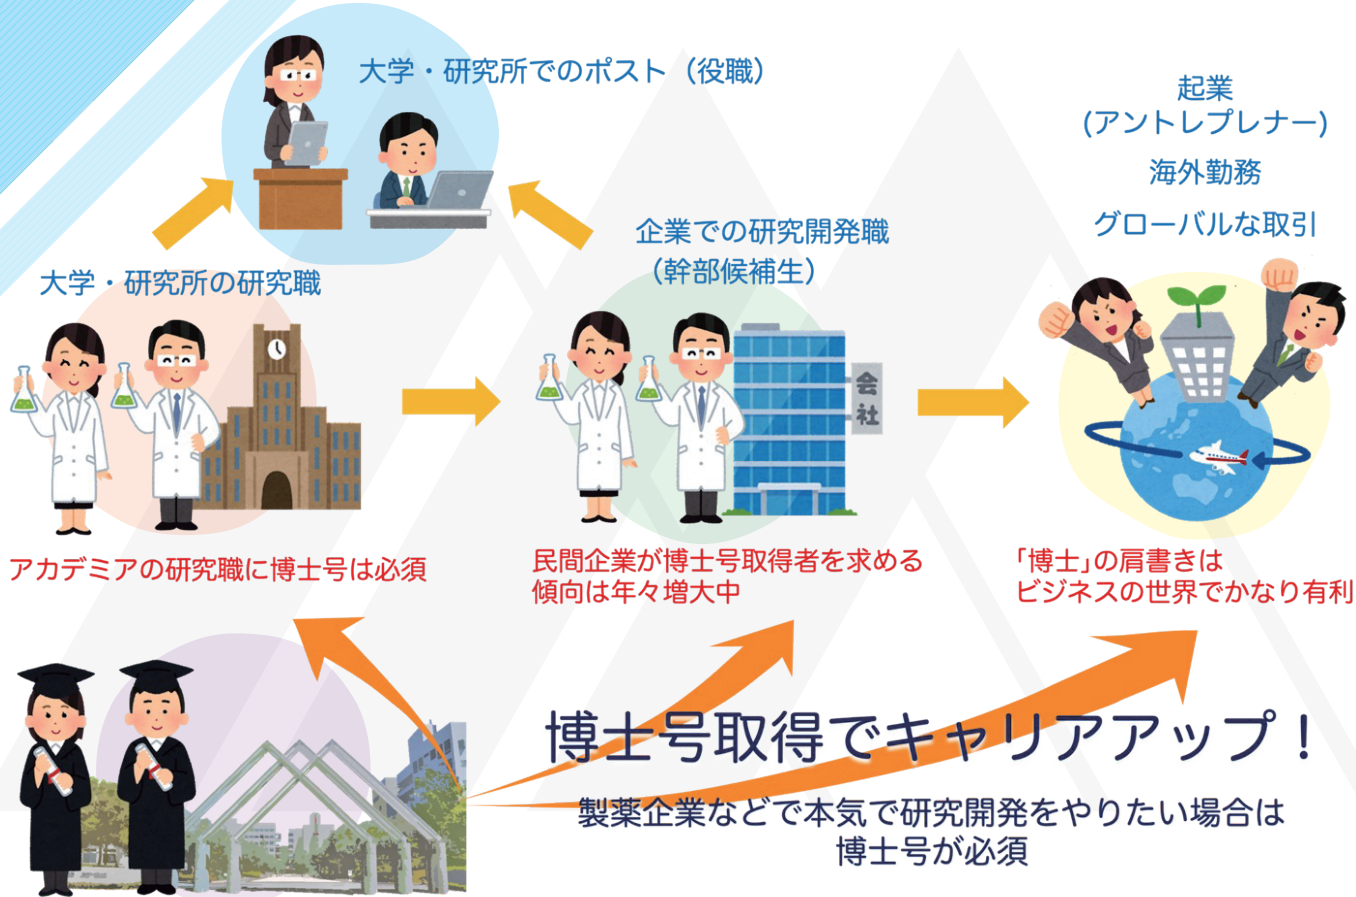 大学・研究所でのポスト（役職）
起業
(アントレプレナー)
海外勤務
グローバルな取引
企業での研究開発職
（幹部候補生）
大学・研究所の研究職
会社
アカデミアの研究職に博士号は必須
民間企業が博士号取得者を求める
傾向は年々増大中
「博士」の肩書きは
ビジネスの世界でかなり有利
博士号取得でキャリアアップ！
製薬企業などで本気で研究開発をやりたい場合は
博士号が必須